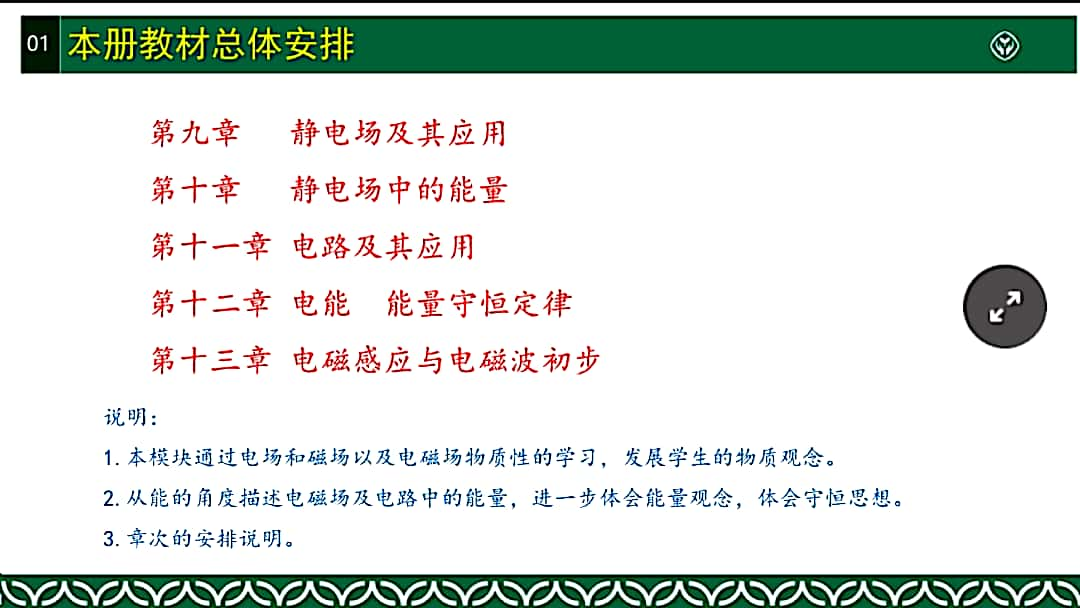 01 本册教材总体安排
第九章 静电场及其应用
第十章 静电场中的能量
第十一章 电路及其应用
第十二章 电能 能量守恒定律
第十三章 电磁感应与电磁波初步
说明：
1. 本模块通过电场和磁场以及电磁场物质性的学习，发展学生的物质观念。
2. 从能的角度描述电磁场及电路中的能量，进一步体会能量观念，体会守恒思想。
3. 章次的安排说明。